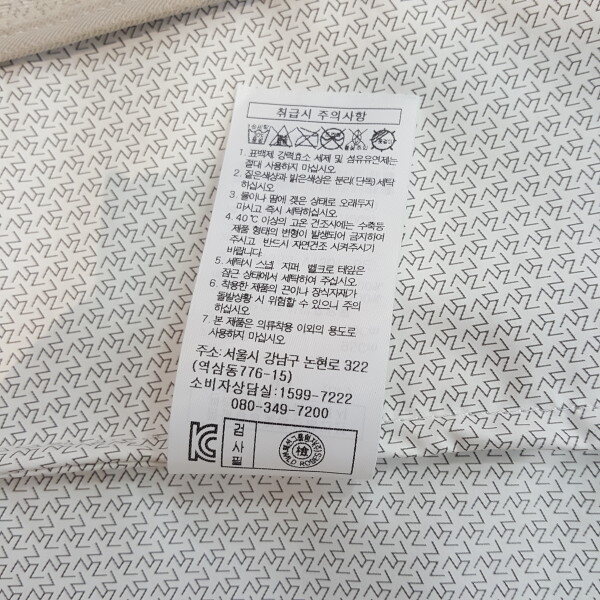 취급시 주의사항
1. 표백제 강력효소 세제 및 섬유유연제는
절대 사용하지 마십시오
2. 짙은색상과 밝은색상은 분리(단독)세탁
하십시오
3. 물이나 땀에 젖은 상태로 오래두지
마시고 즉시 세탁하십시오
4. 40℃ 이상의 고온 건조시에는 수축등
제품 형태의 변형이 발생되어 금지하여
주시고 반드시 자연건조 시켜주시기
바랍니다.
5. 세탁시 스냅, 지퍼, 벨크로 테잎은
잠근 상태에서 세탁하여 주십시오
6. 착용한 제품의 끈이나 장식자재가
돌발상황 시 위험할 수 있으니 주의
하십시오
7. 본 제품은 의류착용 이외의 용도로
사용하지 마십시오
주소:서울시 강남구 논현로 322
(역삼동776-15)
소비자상담실:1599-7222
080-349-7200
검사필
檢
WILD ROSES